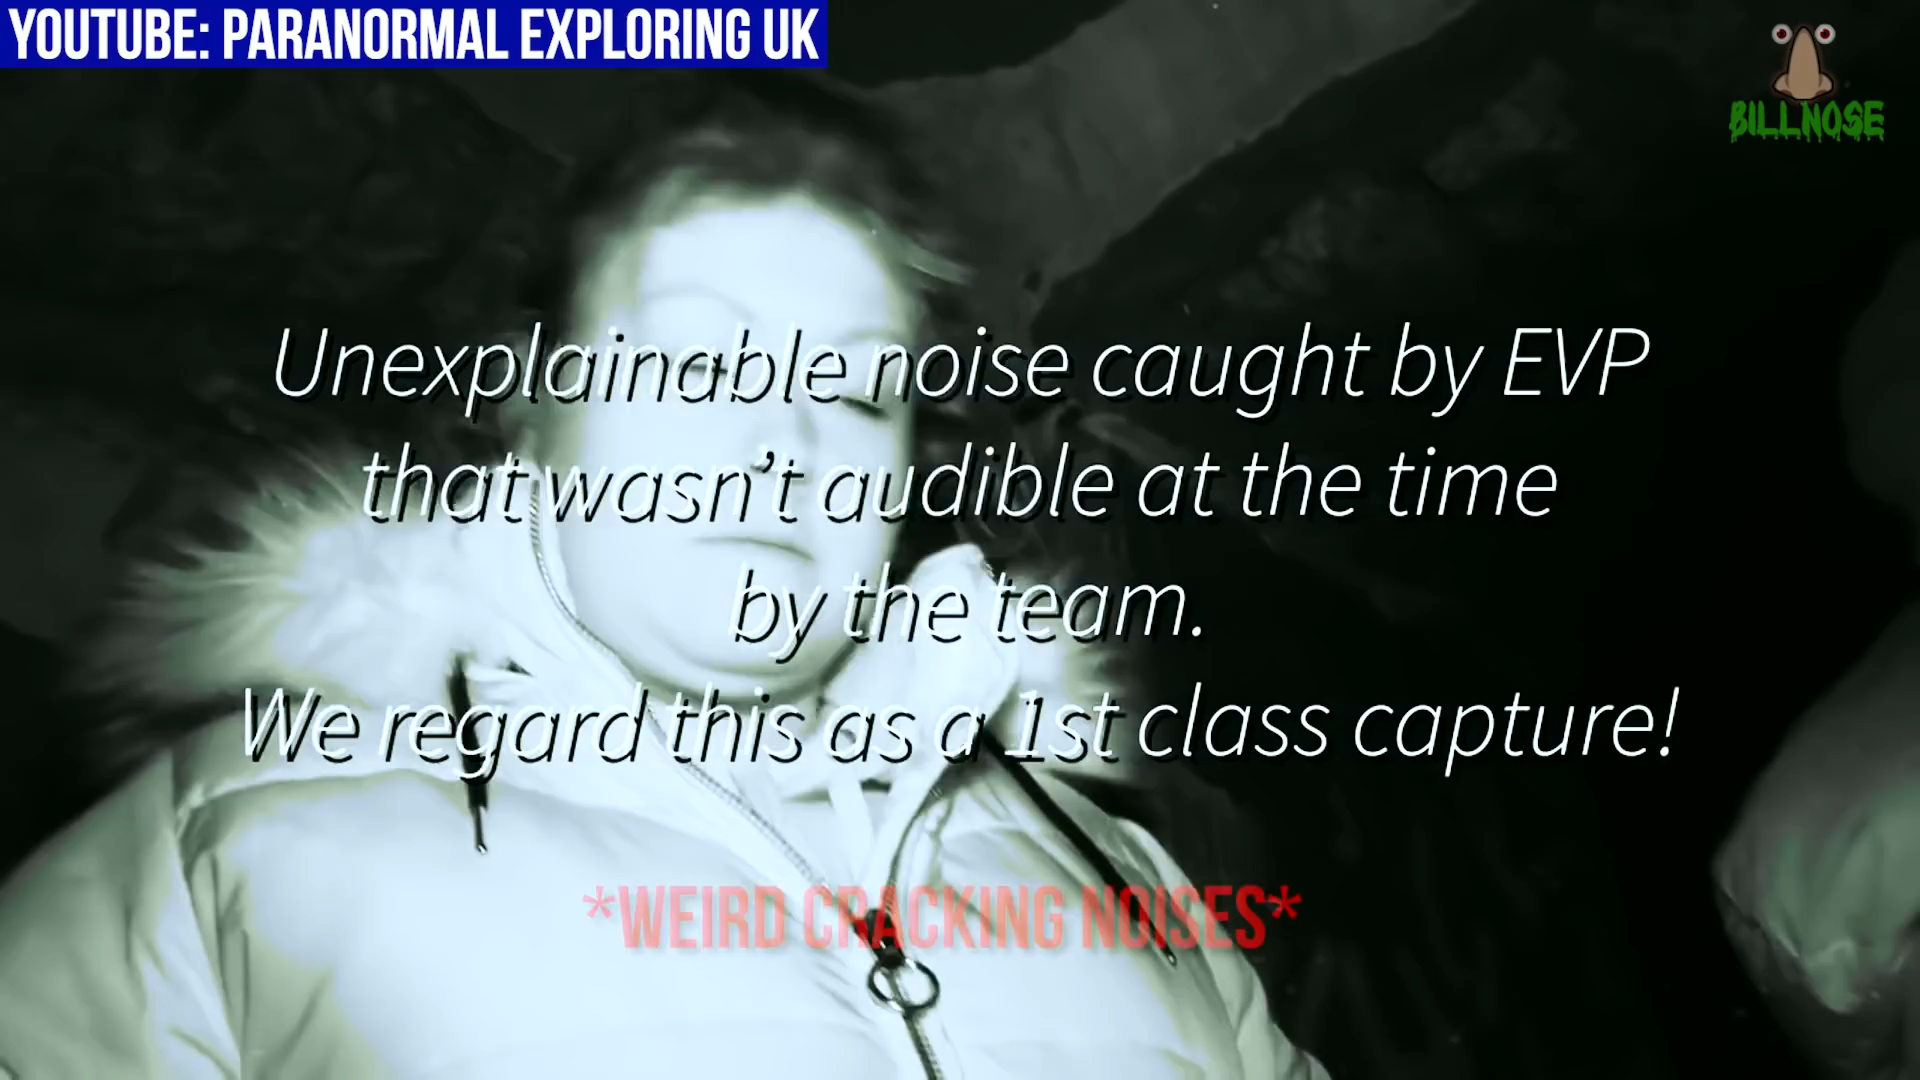 YOUTUBE: PARANORMAL EXPLORING UK
BILLNOSE
Unexplainable noise caught by EVP
that wasn’t audible at the time
by the team.
We regard this as a 1st class capture!
*WEIRD CRACKING NOISES*